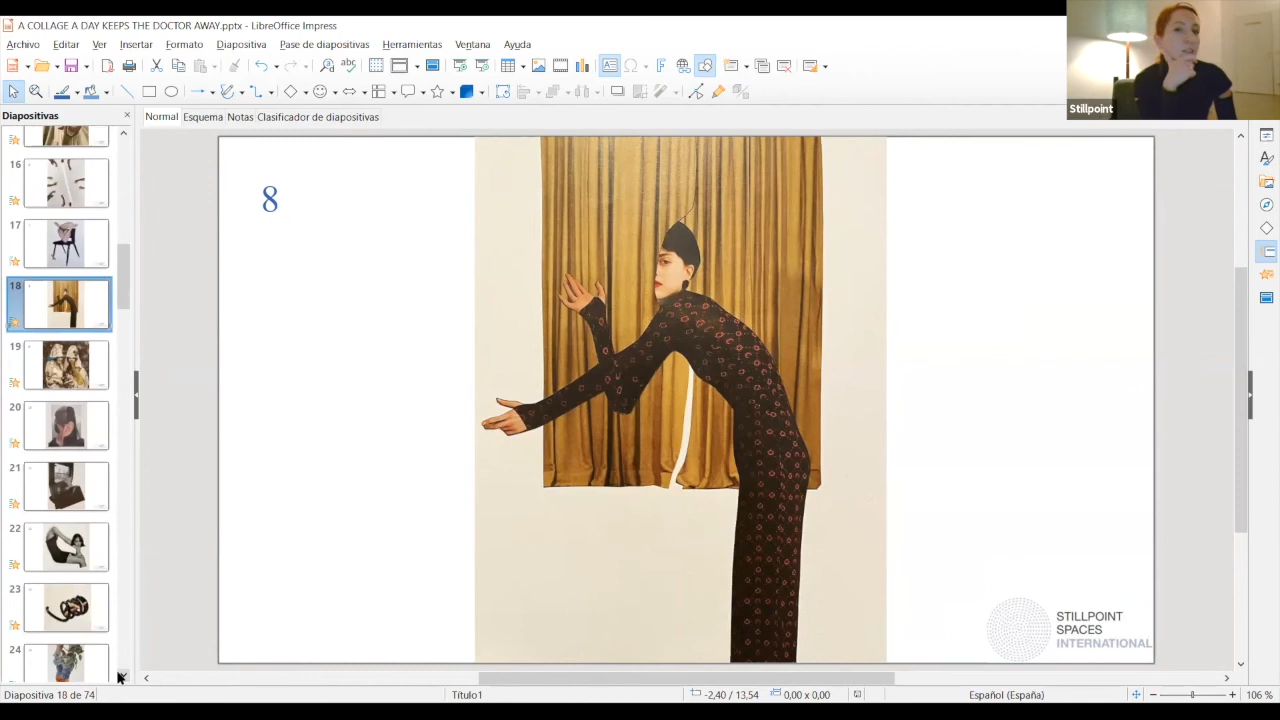 A COLLAGE A DAY KEEPS THE DOCTOR AWAY.pptx - LibreOffice Impress
Archivo Editar Ver Insertar Formato Diapositiva Pase de diapositivas Herramientas Ventana Ayuda
Stillpoint
Diapositivas
Normal Esquema Notas Clasificador de diapositivas
16
17
18
19
20
21
22
23
24
8
STILLPOINT
SPACES
INTERNATIONAL
Diapositiva 18 de 74 Título1 -2,40 / 13,54 0,00 x 0,00 Español (España) 106 %